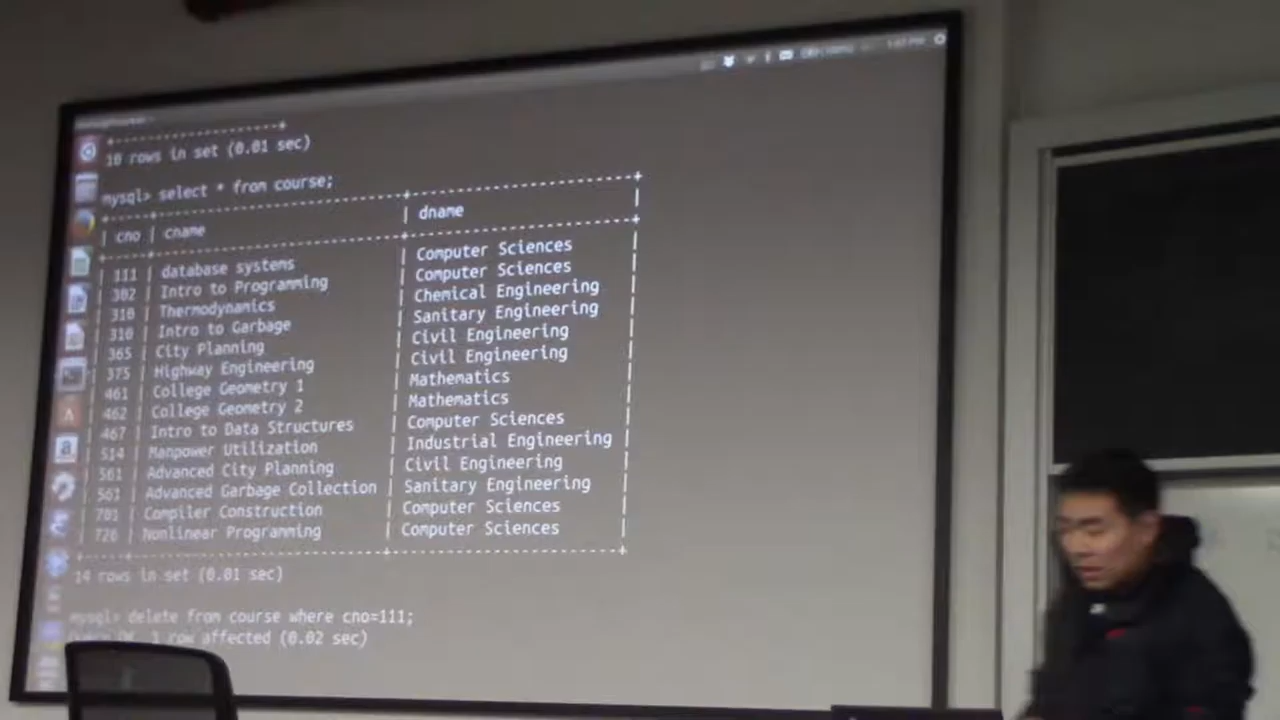 10 rows in set (0.01 sec)
mysql> select * from course;
| cno | cname | dname |
| 111 | database systems | Computer Sciences |
| 302 | Intro to Programming | Computer Sciences |
| 310 | Thermodynamics | Chemical Engineering |
| 310 | Intro to Garbage | Sanitary Engineering |
| 365 | City Planning | Civil Engineering |
| 375 | Highway Engineering | Civil Engineering |
| 461 | College Geometry 1 | Mathematics |
| 462 | College Geometry 2 | Mathematics |
| 467 | Intro to Data Structures | Computer Sciences |
| 514 | Manpower Utilization | Industrial Engineering |
| 561 | Advanced City Planning | Civil Engineering |
| 561 | Advanced Garbage Collection | Sanitary Engineering |
| 701 | Compiler Construction | Computer Sciences |
| 726 | Nonlinear Programming | Computer Sciences |
14 rows in set (0.01 sec)
mysql> delete from course where cno=111;
1 row affected (0.02 sec)